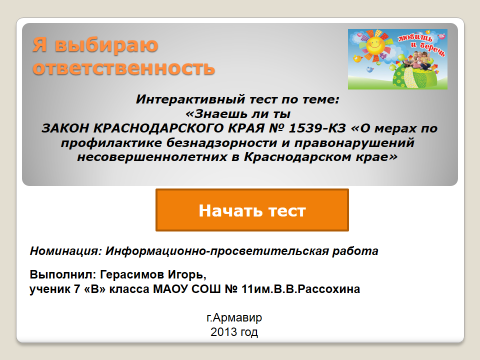 Я выбираю
ответственность
любить
и беречь
Интерактивный тест по теме:
«Знаешь ли ты
ЗАКОН КРАСНОДАРСКОГО КРАЯ № 1539-КЗ «О мерах по
профилактике безнадзорности и правонарушений
несовершеннолетних в Краснодарском крае»
Начать тест
Номинация: Информационно-просветительская работа
Выполнил: Герасимов Игорь,
ученик 7 «В» класса МАОУ СОШ № 11им.В.В.Рассохина
г.Армавир
2013 год